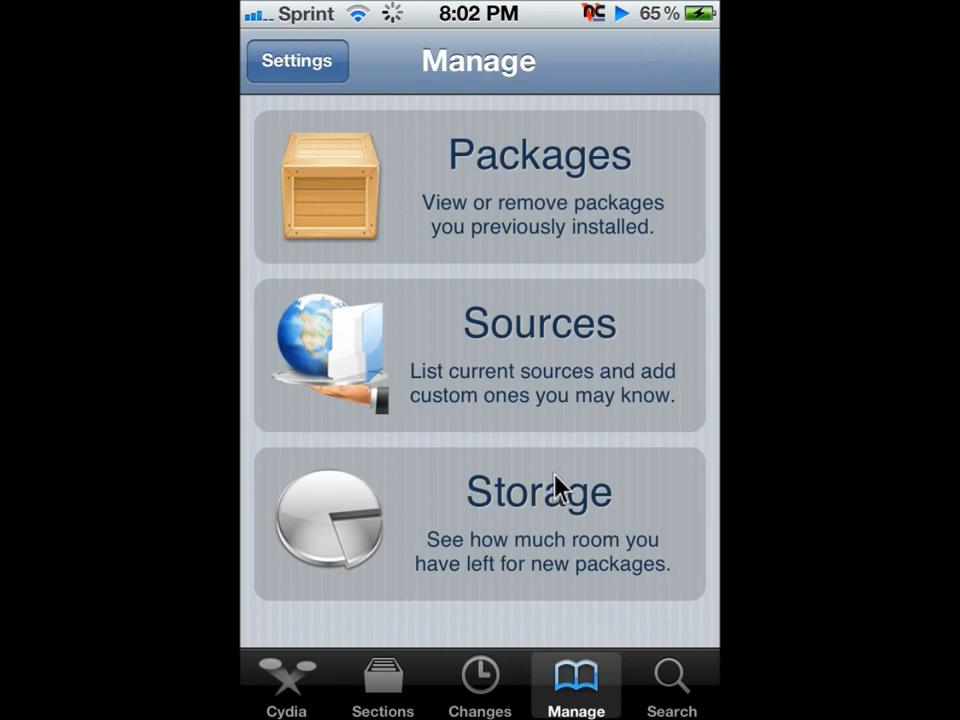 Sprint 8:02 PM 65%
Settings Manage
Packages
View or remove packages
you previously installed.
Sources
List current sources and add
custom ones you may know.
Storage
See how much room you
have left for new packages.
Cydia Sections Changes Manage Search